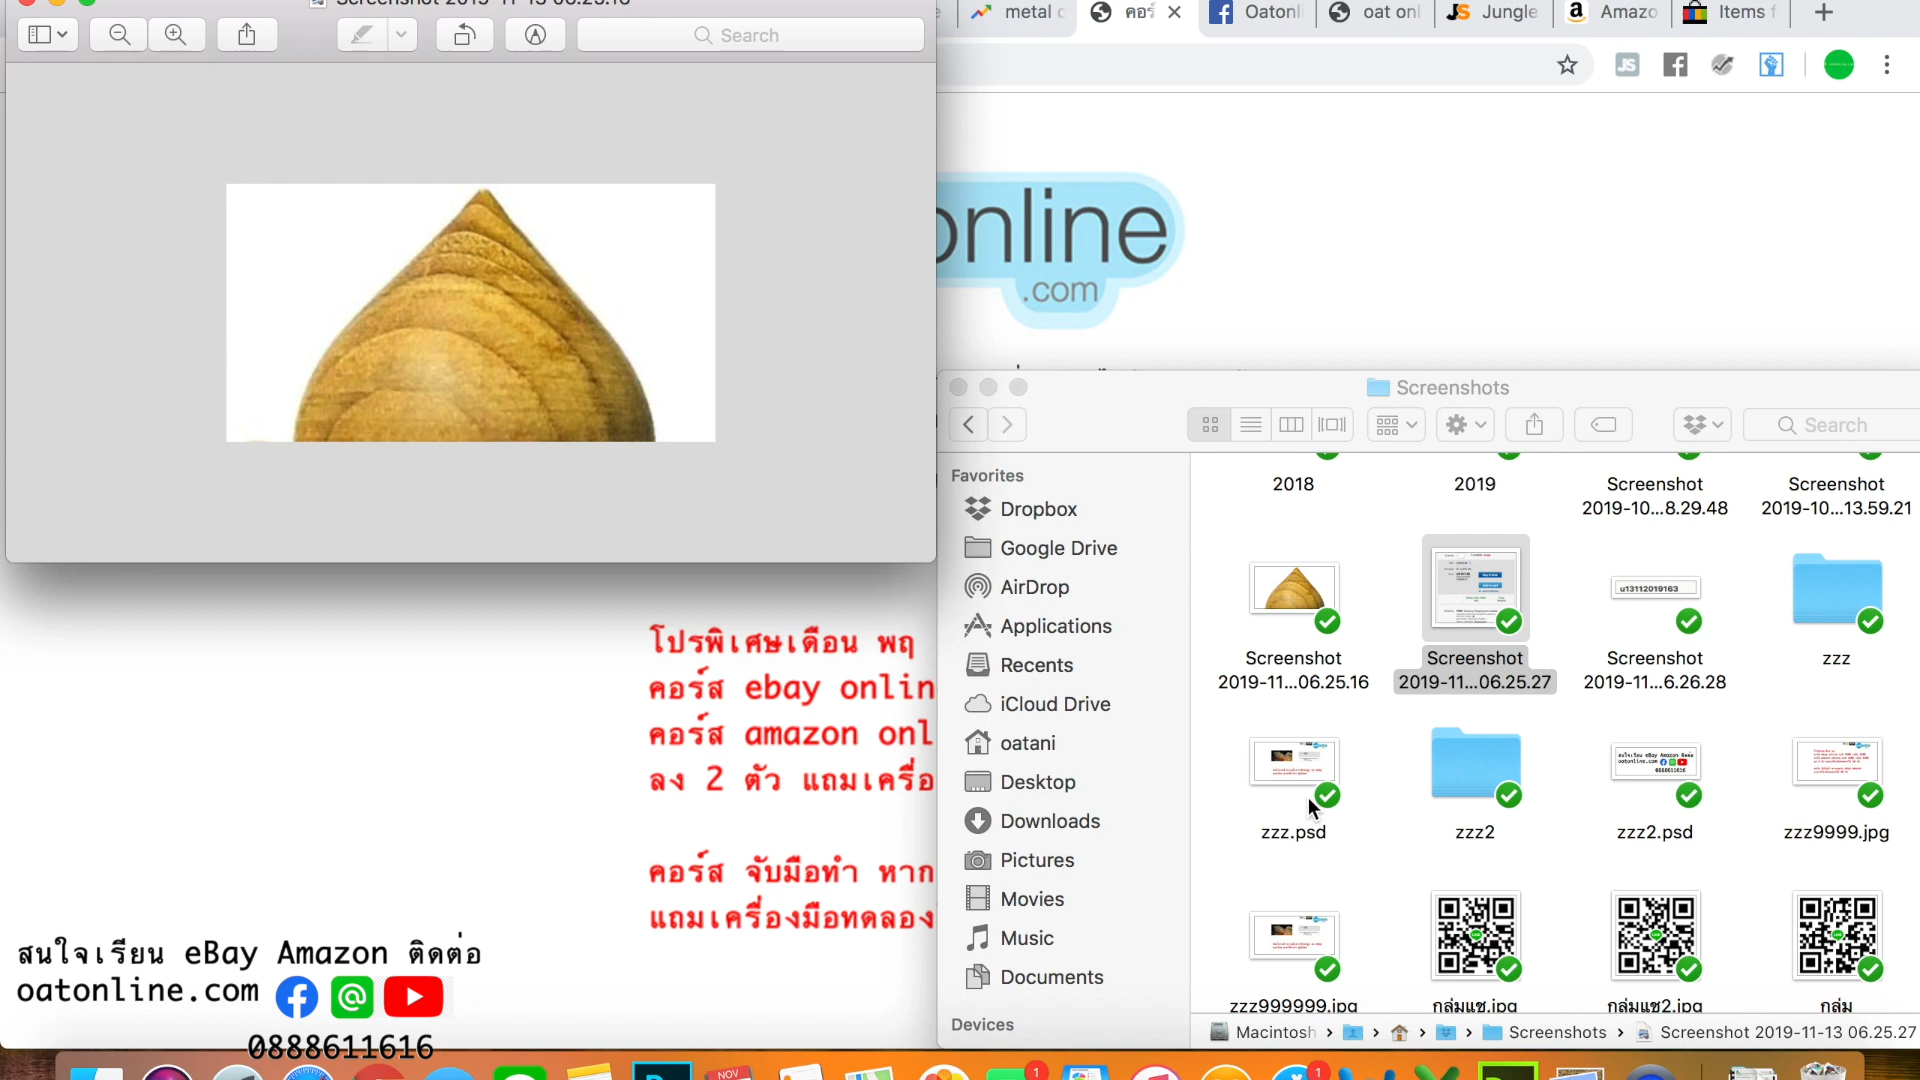 metal c
คอร์
Oatonli
oat onl
Jungle
Amazo
Items f
Search
online
.com
Screenshots
Search
Favorites
Dropbox
Google Drive
AirDrop
Applications
Recents
iCloud Drive
oatani
Desktop
Downloads
Pictures
Movies
Music
Documents
Devices
2018
2019
Screenshot
2019-10...8.29.48
Screenshot
2019-10...13.59.21
Screenshot
2019-11...06.25.16
Screenshot
2019-11...06.25.27
u13112019163
Screenshot
2019-11...6.26.28
zzz
zzz.psd
zzz2
zzz2.psd
zzz9999.jpg
zzz999999.jpg
กลุ่มแช.jpg
กลุ่มแช2.jpg
กลุ่ม
Macintosh
Screenshots
Screenshot 2019-11-13 06.25.27
โปรพิเศษเดือน พฤ
คอร์ส ebay onlin
คอร์ส amazon onl
ลง 2 ตัว แถมเครื่อ
คอร์ส จับมือทำ หาก
แถมเครื่องมือทดลอง
สนใจเรียน eBay Amazon ติดต่อ
oatonline.com
0888611616
NOV
1
1